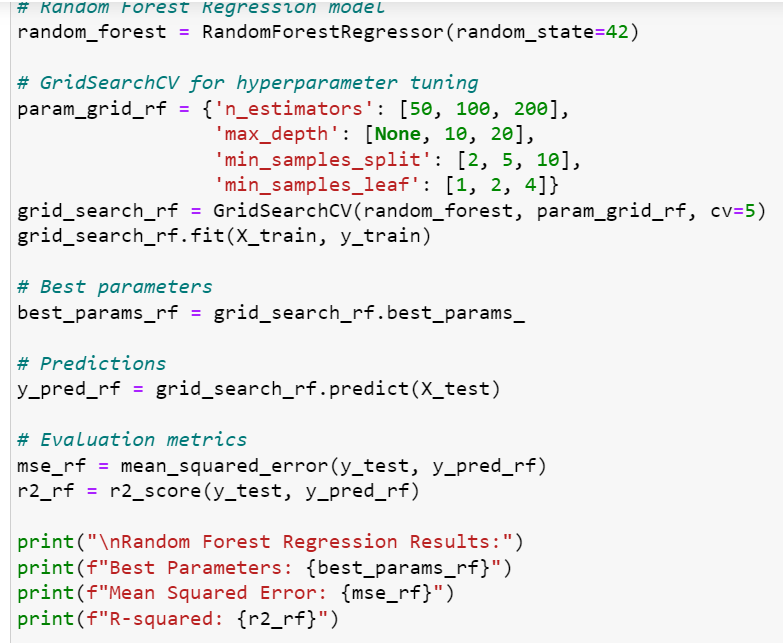 # Random Forest Regression model
random_forest = RandomForestRegressor(random_state=42)
# GridSearchCV for hyperparameter tuning
param_grid_rf = {'n_estimators': [50, 100, 200],
'max_depth': [None, 10, 20],
'min_samples_split': [2, 5, 10],
'min_samples_leaf': [1, 2, 4]}
grid_search_rf = GridSearchCV(random_forest, param_grid_rf, cv=5)
grid_search_rf.fit(X_train, y_train)
# Best parameters
best_params_rf = grid_search_rf.best_params_
# Predictions
y_pred_rf = grid_search_rf.predict(X_test)
# Evaluation metrics
mse_rf = mean_squared_error(y_test, y_pred_rf)
r2_rf = r2_score(y_test, y_pred_rf)
print("\nRandom Forest Regression Results:")
print(f"Best Parameters: {best_params_rf}")
print(f"Mean Squared Error: {mse_rf}")
print(f"R-squared: {r2_rf}")